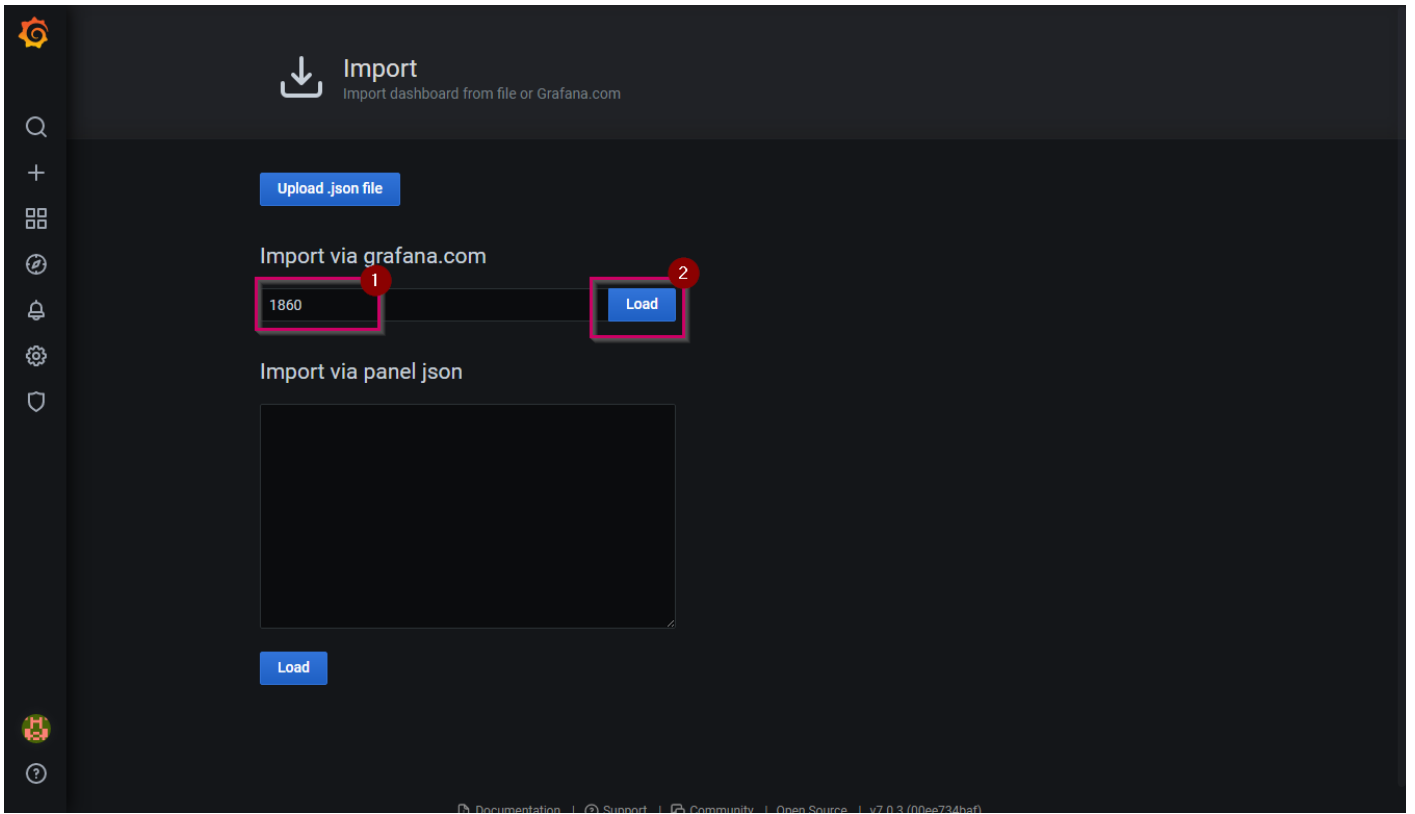 Import
Import dashboard from file or Grafana.com
Upload .json file
Import via grafana.com
1
2
1860
Load
Import via panel json
Load
Documentation | Support | Community | Open Source | v7.0.3 (00ee734baf)